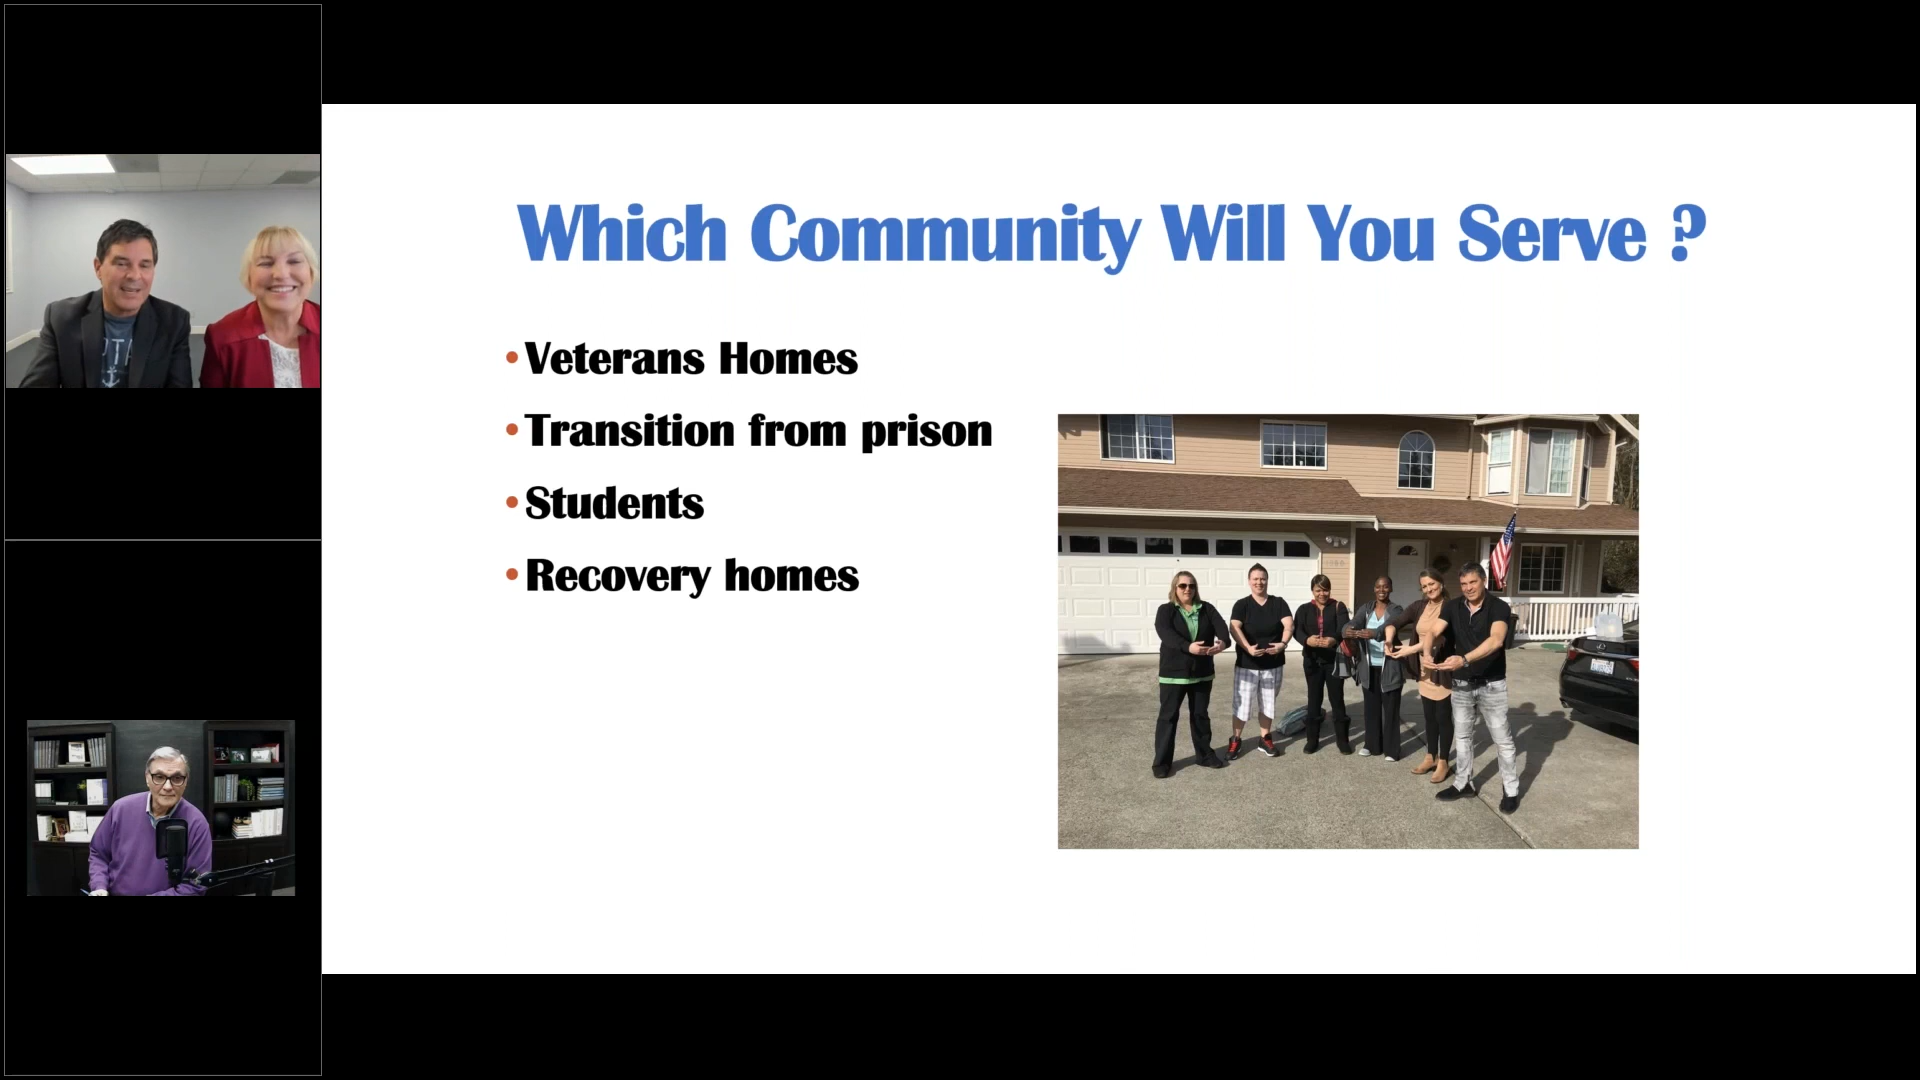 Which Community Will You Serve ?
•Veterans Homes
•Transition from prison
•Students
•Recovery homes